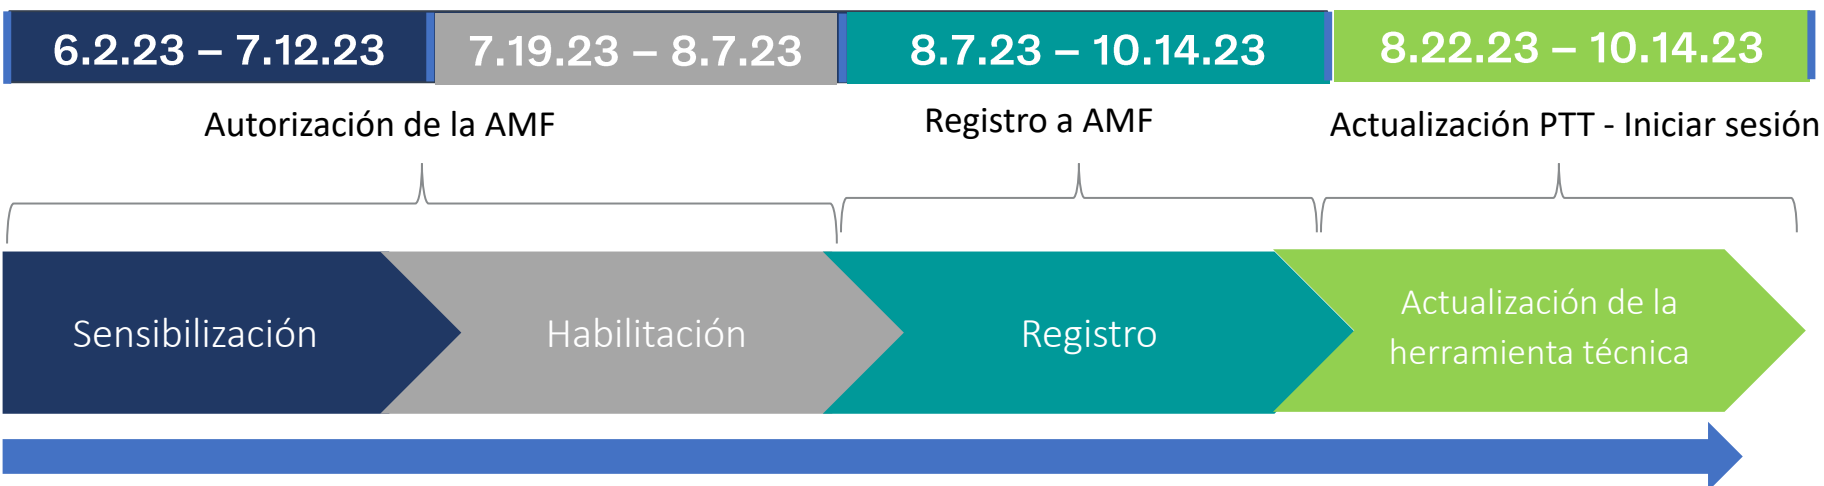 6.2.23 – 7.12.23
7.19.23 – 8.7.23
8.7.23 – 10.14.23
8.22.23 – 10.14.23
Autorización de la AMF
Registro a AMF
Actualización PTT - Iniciar sesión
Sensibilización
Habilitación
Registro
Actualización de la
herramienta técnica